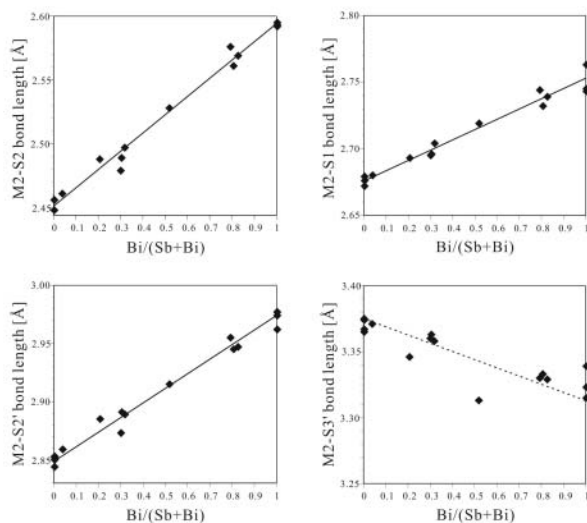 2.60
2.55
2.50
2.45
M2-S2 bond length [Å]
0 0.1 0.2 0.3 0.4 0.5 0.6 0.7 0.8 0.9 1
Bi/(Sb+Bi)
2.80
2.75
2.70
2.65
M2-S1 bond length [Å]
0 0.1 0.2 0.3 0.4 0.5 0.6 0.7 0.8 0.9 1
Bi/(Sb+Bi)
3.00
2.95
2.90
2.85
M2-S2' bond length [Å]
0 0.1 0.2 0.3 0.4 0.5 0.6 0.7 0.8 0.9 1
Bi/(Sb+Bi)
3.40
3.35
3.30
3.25
M2-S3' bond length [Å]
0 0.1 0.2 0.3 0.4 0.5 0.6 0.7 0.8 0.9 1
Bi/(Sb+Bi)